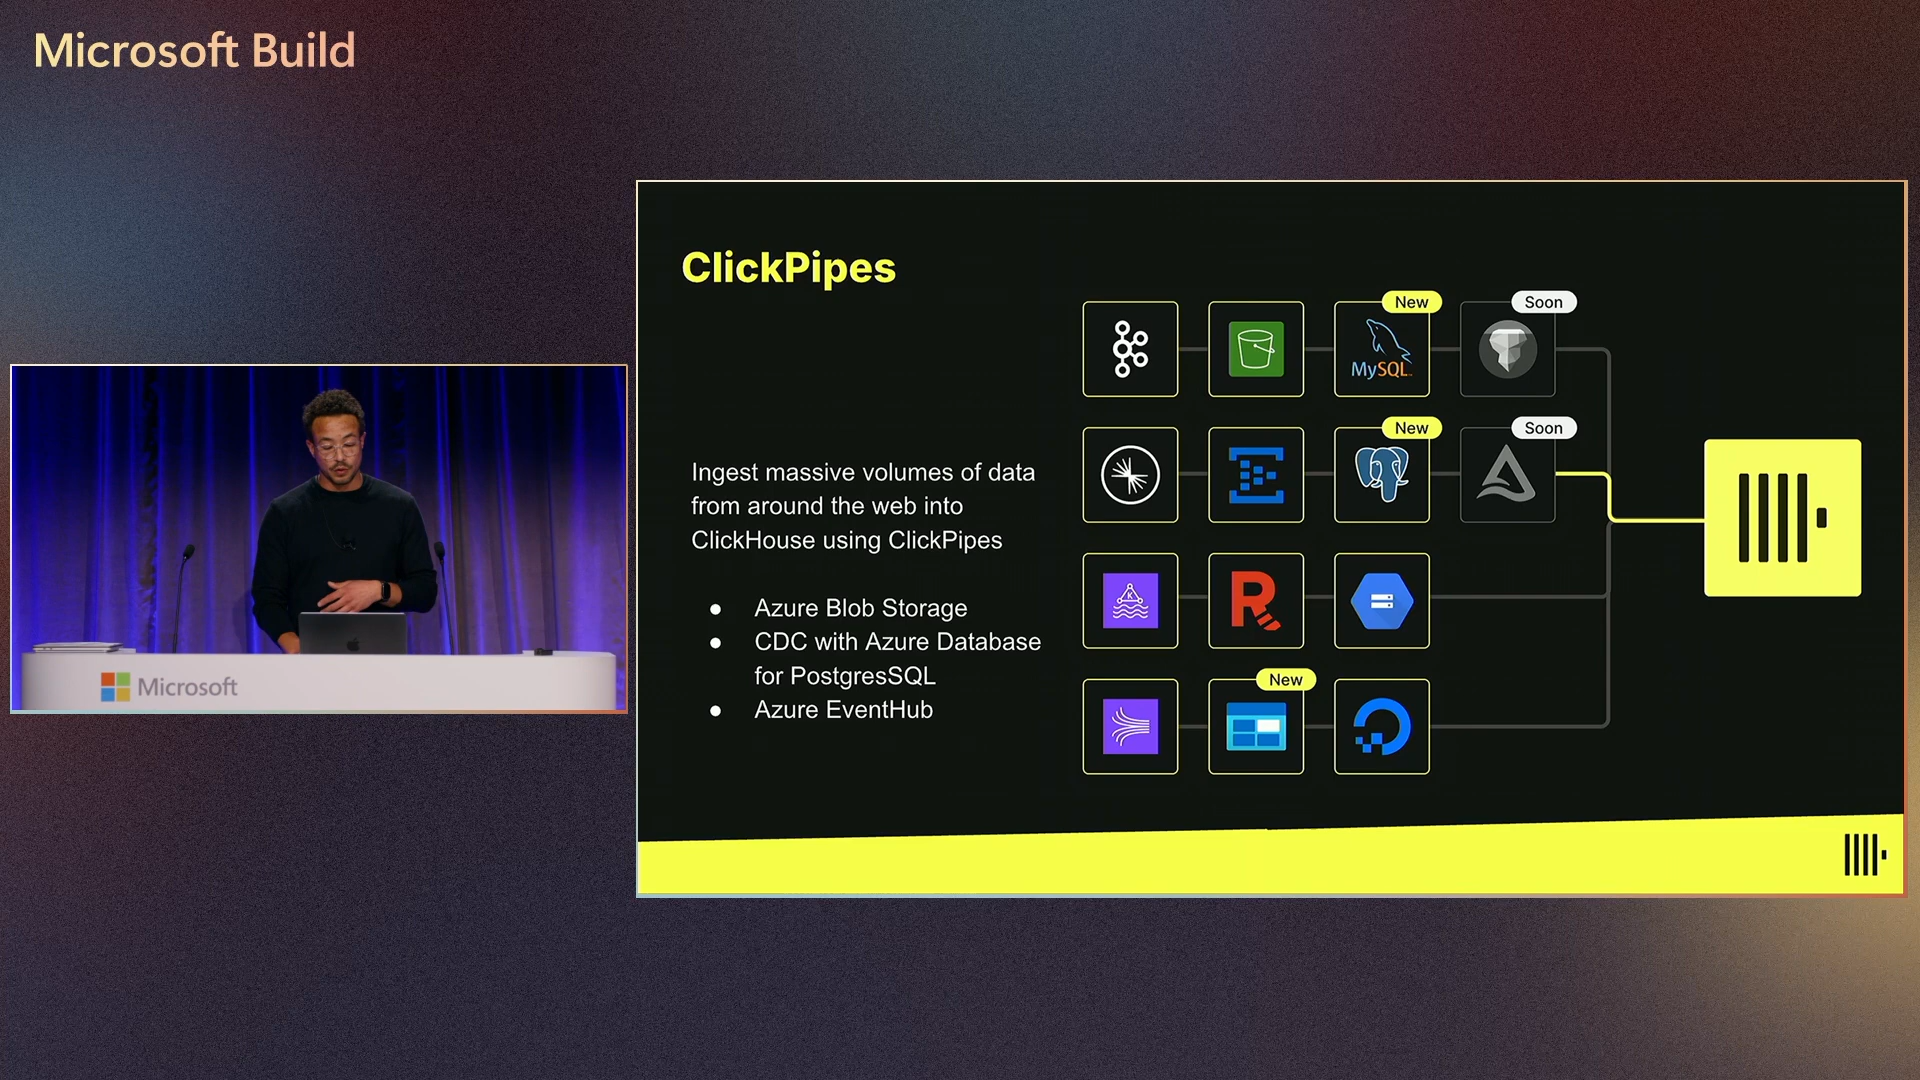 Microsoft Build
ClickPipes
Ingest massive volumes of data
from around the web into
ClickHouse using ClickPipes
● Azure Blob Storage
● CDC with Azure Database
for PostgresSQL
● Azure EventHub
New
Soon
MySQL
New
Soon
K
R
New
Microsoft